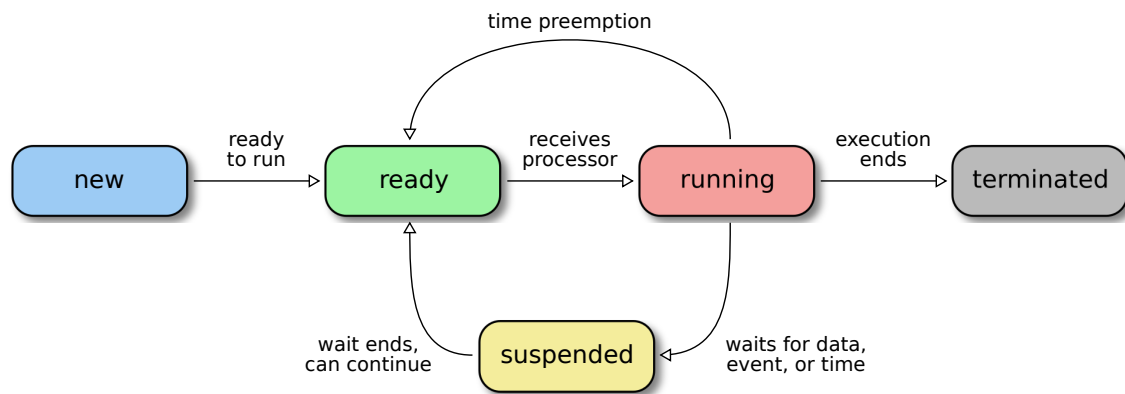 time preemption
ready
to run
receives
processor
execution
ends
new
ready
running
terminated
wait ends,
can continue
suspended
waits for data,
event, or time